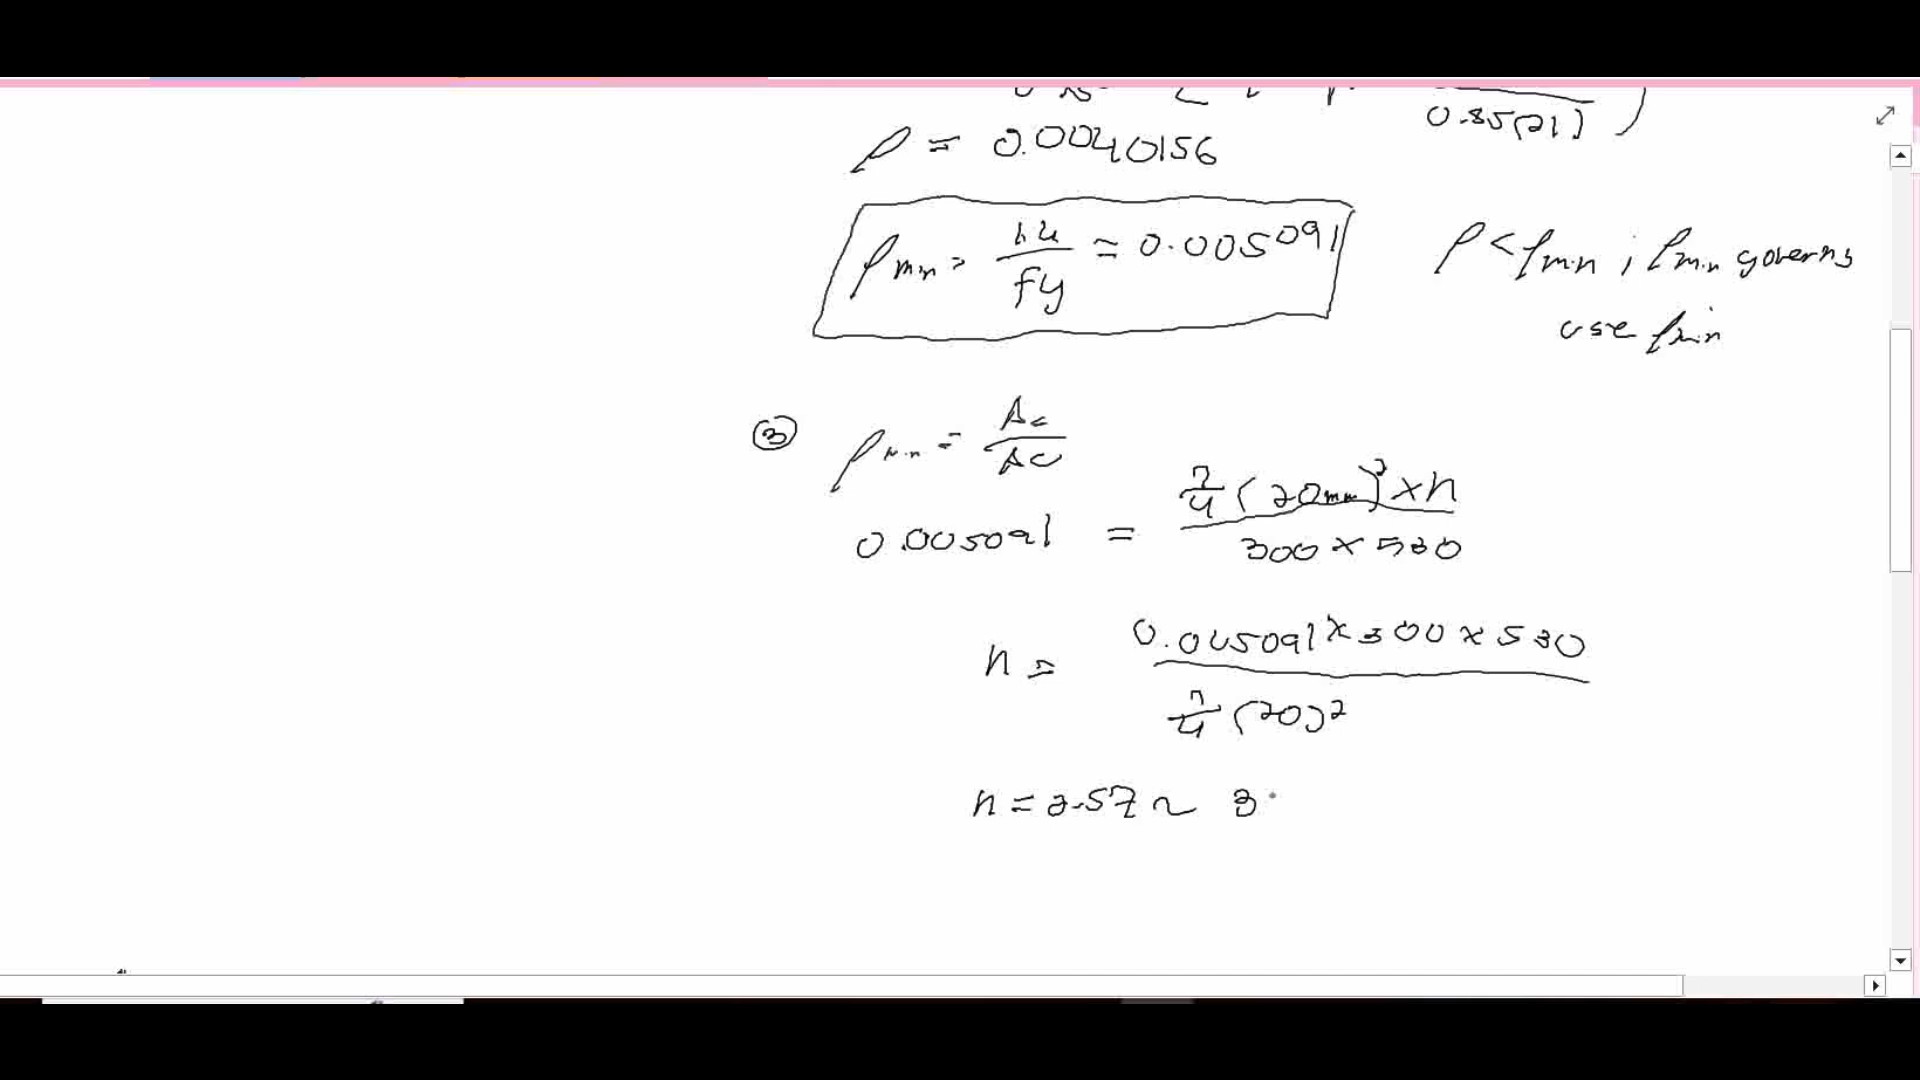 0.85(21) )
ρ = 0.0040156
ρmin = 1.4/fy = 0.005091
ρ < ρmin ; ρmin governs
use ρmin
③ ρmin = As/Ac
0.005091 = π/4 (20mm)² × n / 300 × 530
n = 0.005091 × 300 × 530 / π/4 (20)²
n = 2.57 ~ 3